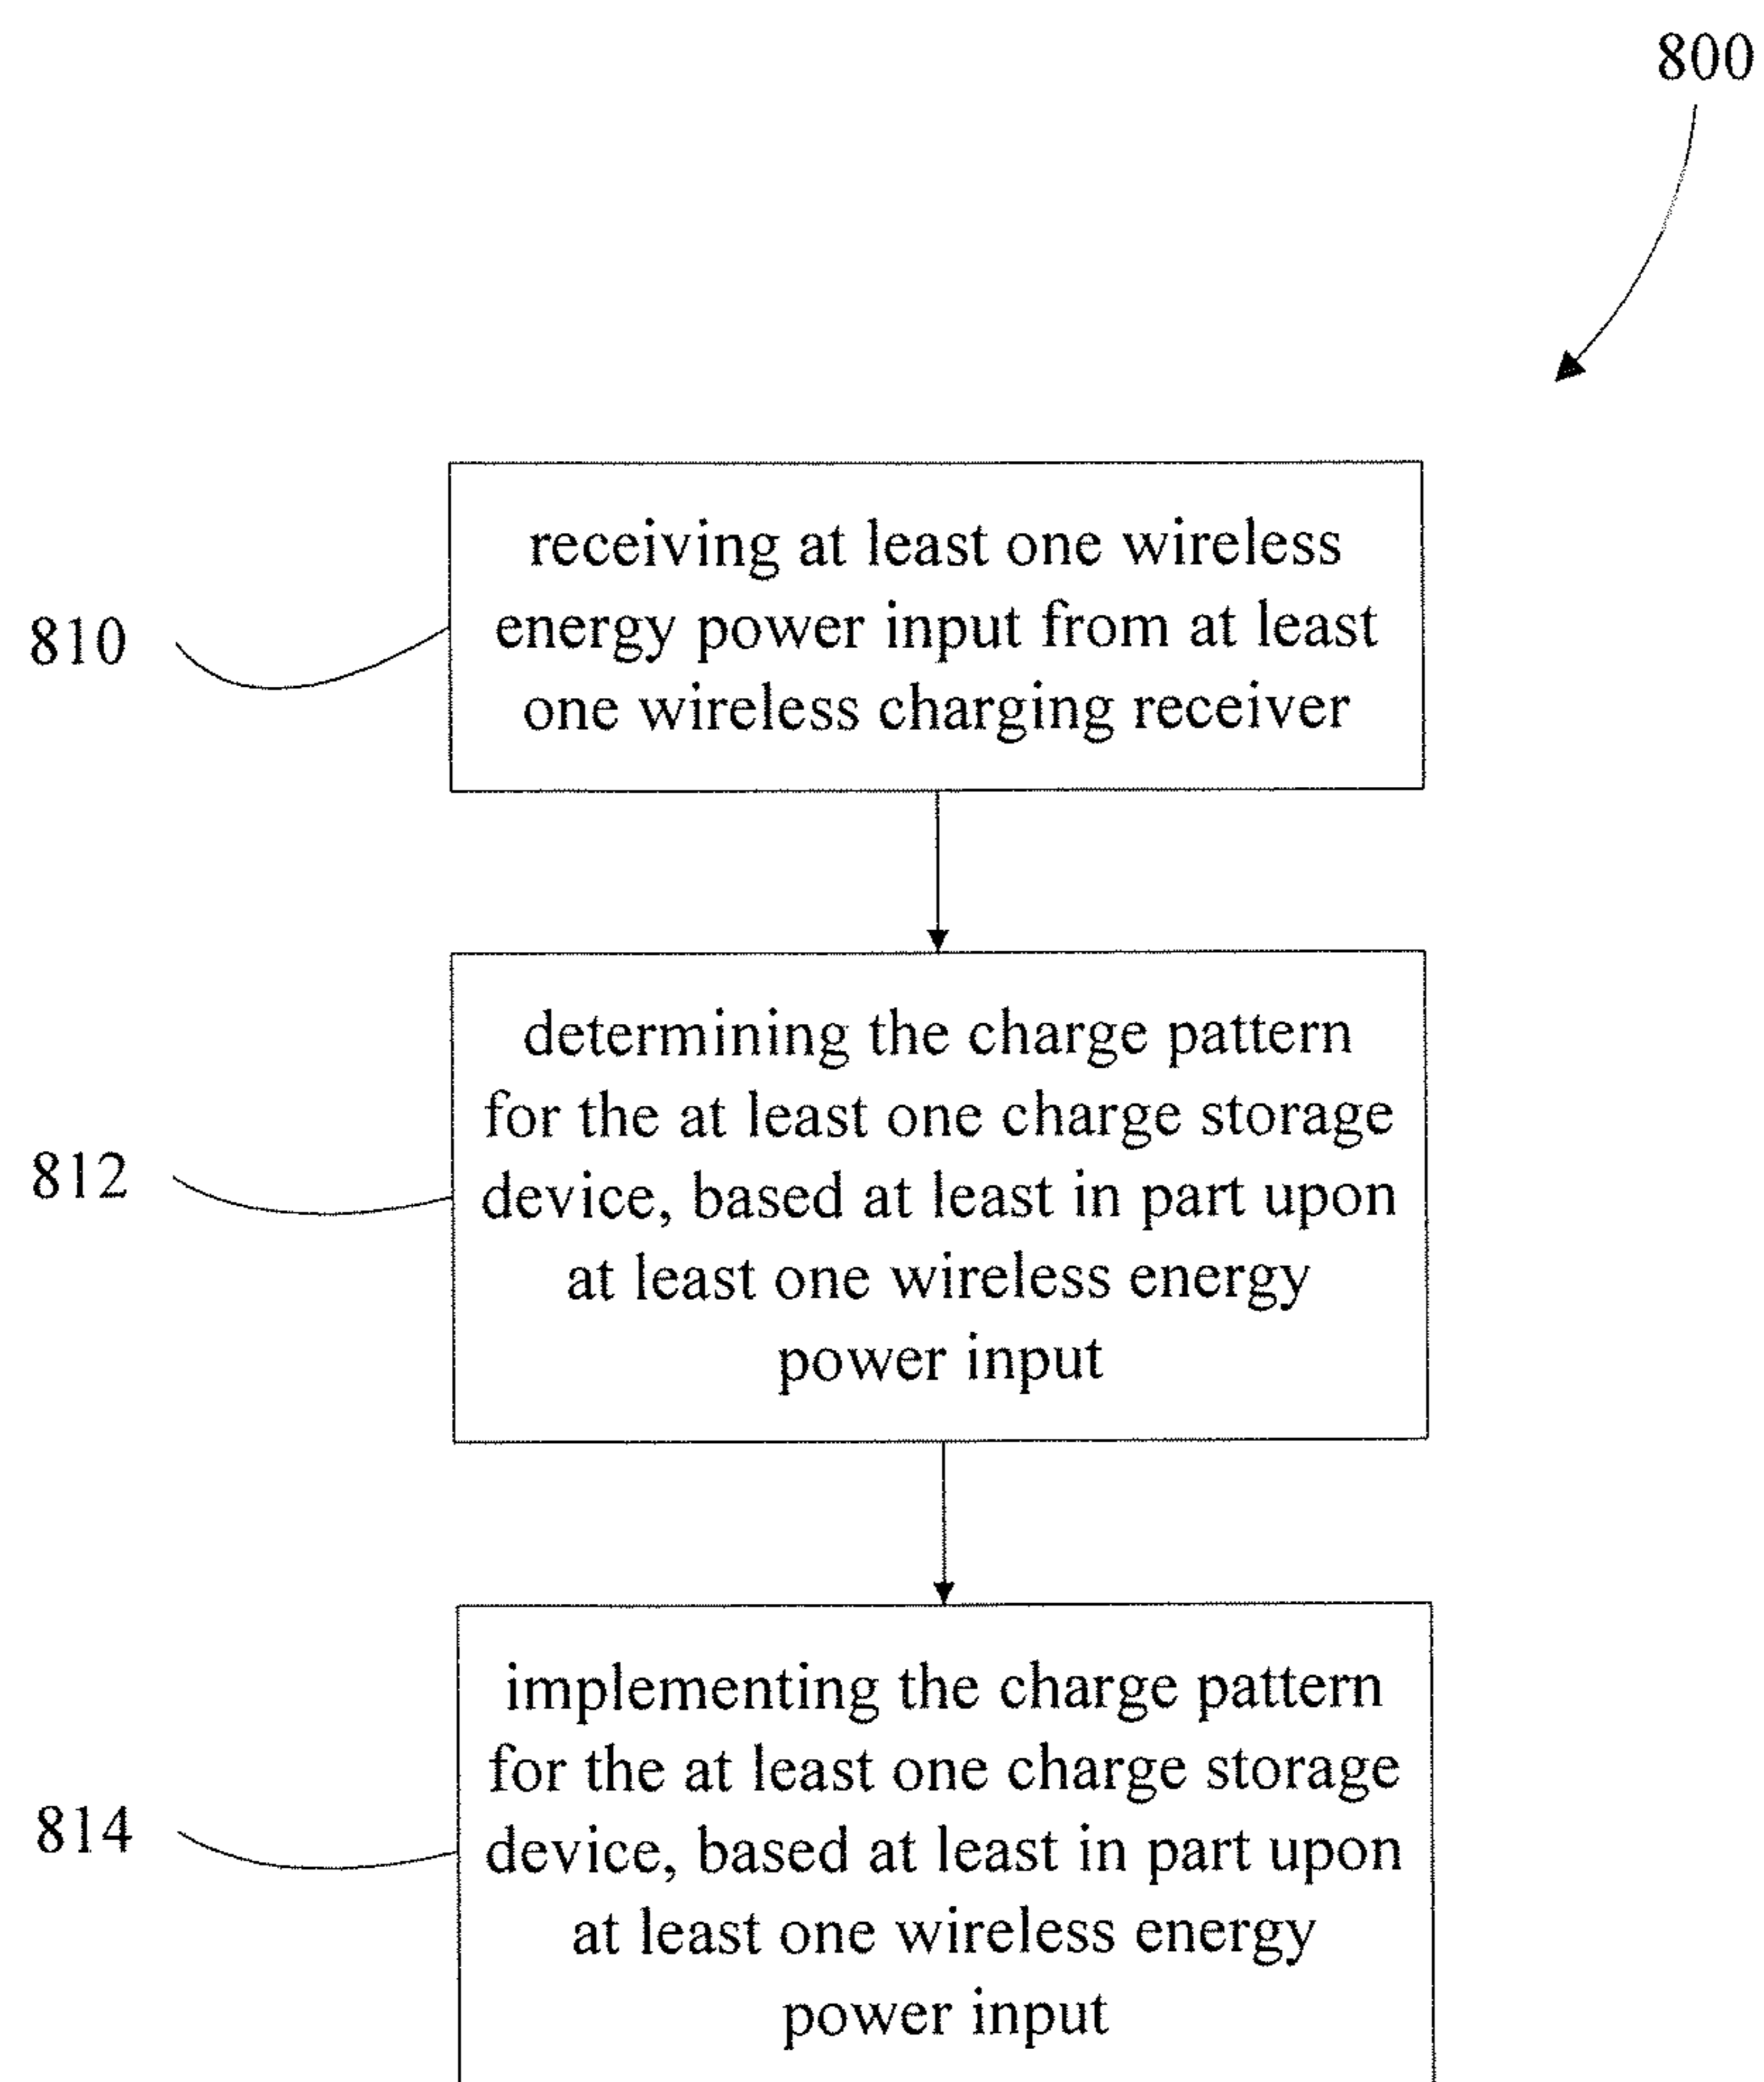 800
receiving at least one wireless
energy power input from at least
one wireless charging receiver
810
determining the charge pattern
for the at least one charge storage
device, based at least in part upon
at least one wireless energy
power input
812
implementing the charge pattern
for the at least one charge storage
device, based at least in part upon
at least one wireless energy
power input
814